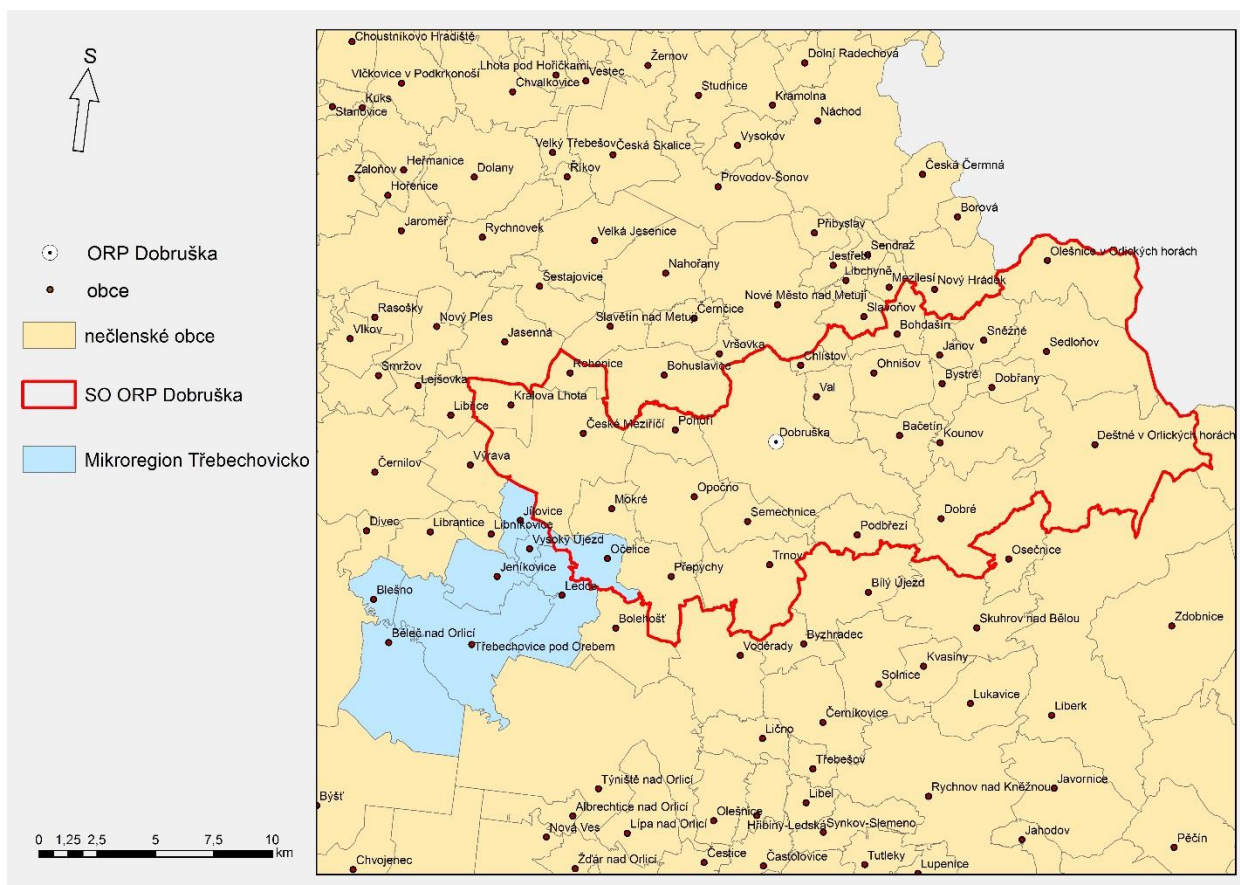 S
ORP Dobruška
obce
nečlenské obce
SO ORP Dobruška
Mikroregion Třebechovicko
0 1,25 2,5 5 7,5 10
km
Choustníkovo Hradiště
Žernov
Dolní Radechová
Lhota pod Hořičkami
Vlčkovice v Podkrkonoší
Vestec
Chvalkovice
Studnice
Kramolna
Kuks
Stanovice
Náchod
Vysokov
Velký Třebešov
Česká Skalice
Heřmanice
Zaloňov
Dolany
Říkov
Česká Čermná
Provodov-Šonov
Hořenice
Borová
Jaroměř
Rychnovek
Velká Jesenice
Přibyslav
Sendraž
Olešnice v Orlických horách
Nahořany
Jestřebí
Libchyně
Šestajovice
Mezilesí
Nový Hrádek
Rasošky
Nový Ples
Slavětín nad Metují
Černčice
Nové Město nad Metují
Slavoňov
Bohdašín
Sněžné
Vlkov
Jasenná
Vršovka
Janov
Sedloňov
Chlístov
Ohnišov
Smržov
Lejšovka
Rohenice
Bohuslavice
Val
Bystré
Dobřany
Libřice
Králova Lhota
České Meziříčí
Pohoří
Dobruška
Bačetín
Kounov
Deštné v Orlických horách
Černilov
Výrava
Opočno
Mokré
Jílovice
Semechnice
Dobré
Divec
Librantice
Libníkovice
Podbřezí
Vysoký Újezd
Očelice
Přepychy
Trnov
Osečnice
Jeníkovice
Blešno
Ledce
Bílý Újezd
Bolehošť
Skuhrov nad Bělou
Zdobnice
Běleč nad Orlicí
Třebechovice pod Orebem
Voděrady
Byzhradec
Kvasiny
Solnice
Lukavice
Liberk
Černíkovice
Lično
Třebešov
Týniště nad Orlicí
Javornice
Býšť
Albrechtice nad Orlicí
Libel
Rychnov nad Kněžnou
Olešnice
Nová Ves
Lípa nad Orlicí
Hřibiny-Ledská
Synkov-Slemeno
Jahodov
Pěčín
Chvojenec
Žďár nad Orlicí
Čestice
Častolovice
Tutleky
Lupenice